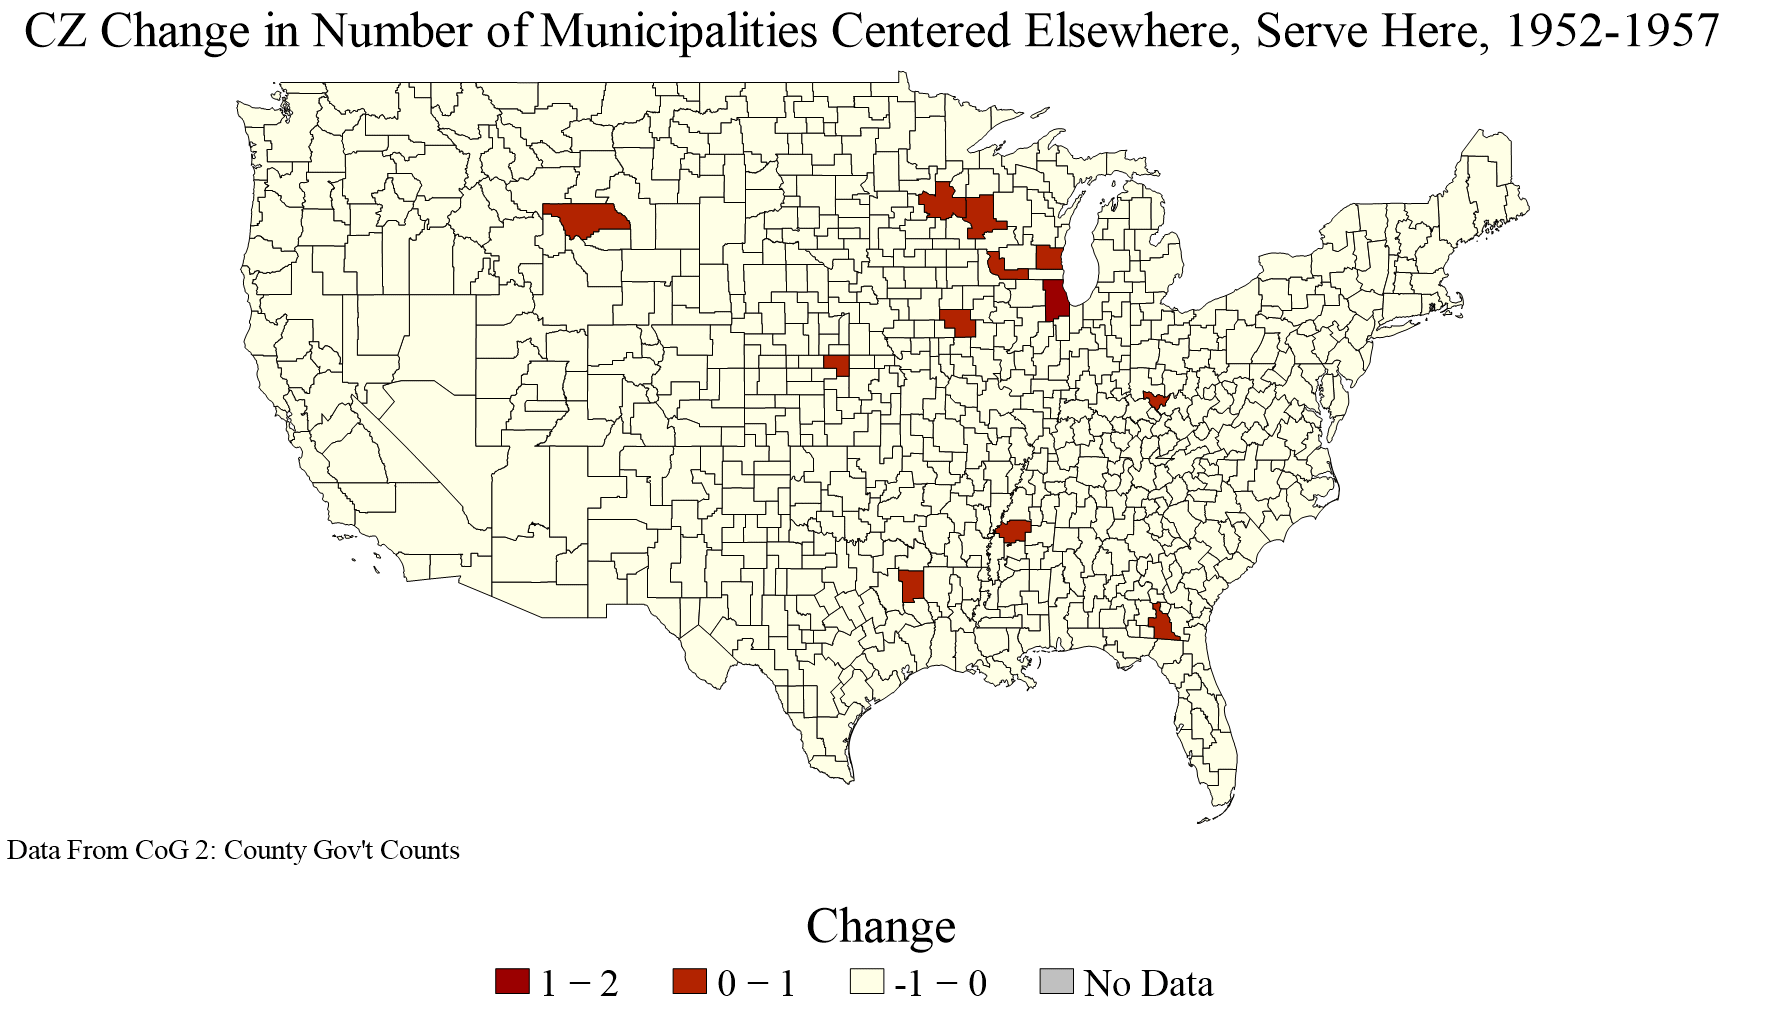 CZ Change in Number of Municipalities Centered Elsewhere, Serve Here, 1952-1957
Data From CoG 2: County Gov't Counts
Change
1 – 2
0 – 1
-1 – 0
No Data